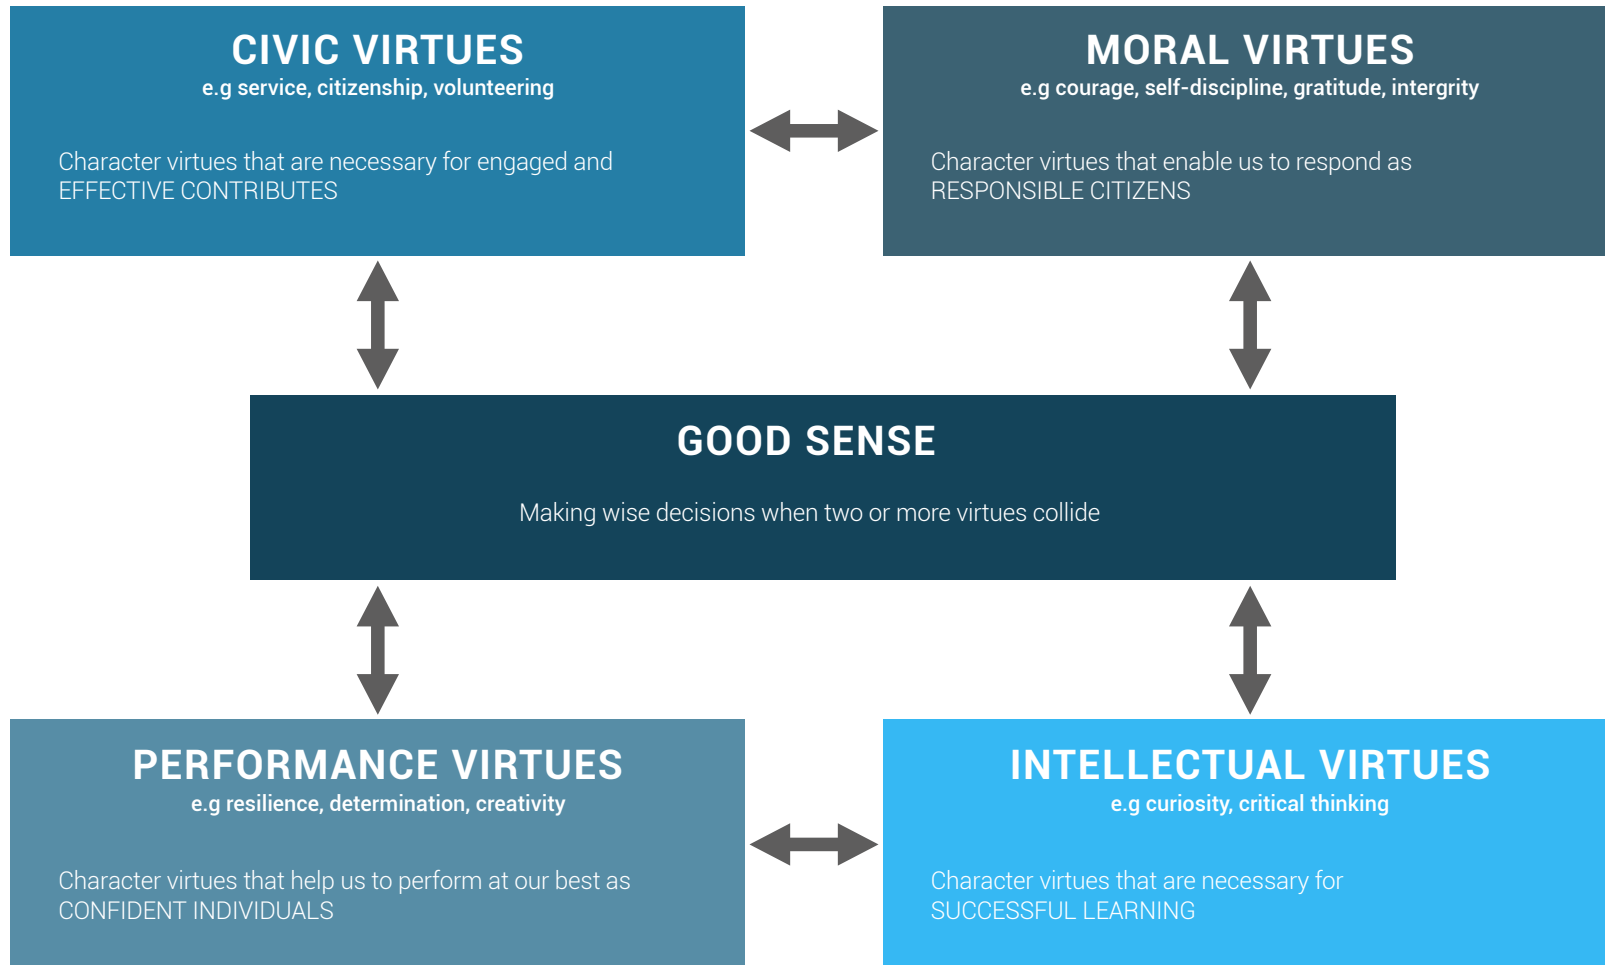 CIVIC VIRTUES
e.g service, citizenship, volunteering
Character virtues that are necessary for engaged and
EFFECTIVE CONTRIBUTES
MORAL VIRTUES
e.g courage, self-discipline, gratitude, intergrity
Character virtues that enable us to respond as
RESPONSIBLE CITIZENS
GOOD SENSE
Making wise decisions when two or more virtues collide
PERFORMANCE VIRTUES
e.g resilience, determination, creativity
Character virtues that help us to perform at our best as
CONFIDENT INDIVIDUALS
INTELLECTUAL VIRTUES
e.g curiosity, critical thinking
Character virtues that are necessary for
SUCCESSFUL LEARNING